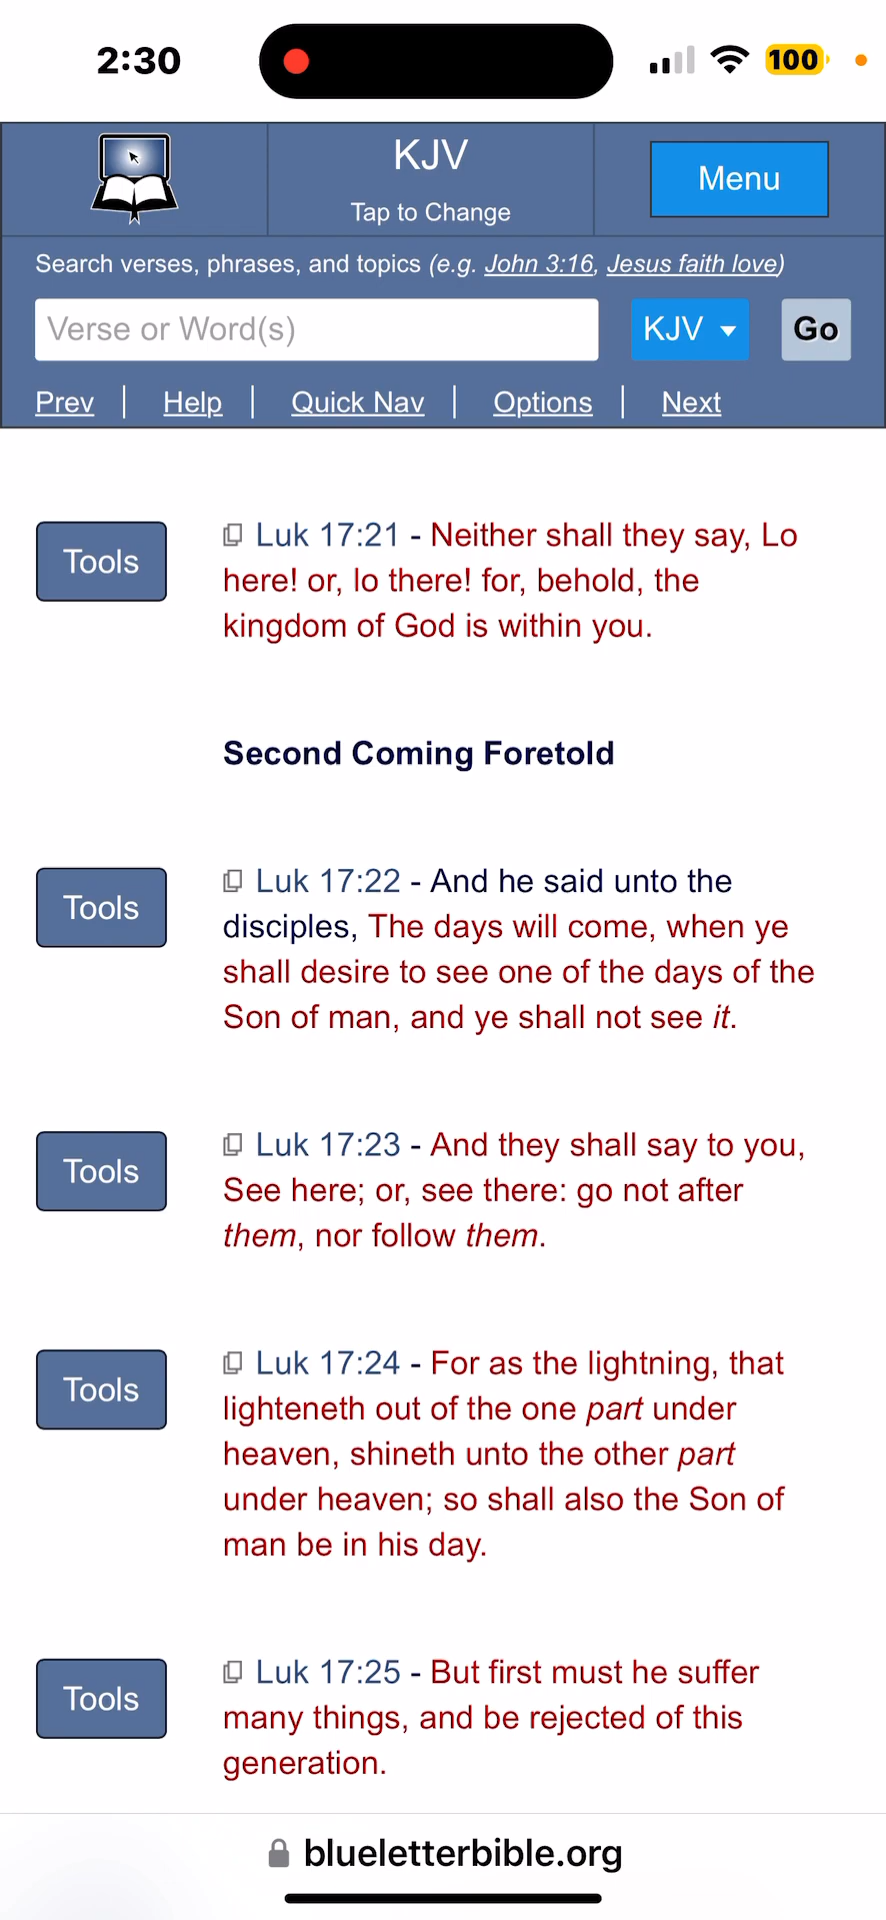 2:30
100
KJV
Tap to Change
Menu
Search verses, phrases, and topics (e.g. John 3:16, Jesus faith love)
Verse or Word(s)
KJV
Go
Prev | Help | Quick Nav | Options | Next
Tools
Luk 17:21 - Neither shall they say, Lo
here! or, lo there! for, behold, the
kingdom of God is within you.
Second Coming Foretold
Tools
Luk 17:22 - And he said unto the
disciples, The days will come, when ye
shall desire to see one of the days of the
Son of man, and ye shall not see it.
Tools
Luk 17:23 - And they shall say to you,
See here; or, see there: go not after
them, nor follow them.
Tools
Luk 17:24 - For as the lightning, that
lighteneth out of the one part under
heaven, shineth unto the other part
under heaven; so shall also the Son of
man be in his day.
Tools
Luk 17:25 - But first must he suffer
many things, and be rejected of this
generation.
blueletterbible.org